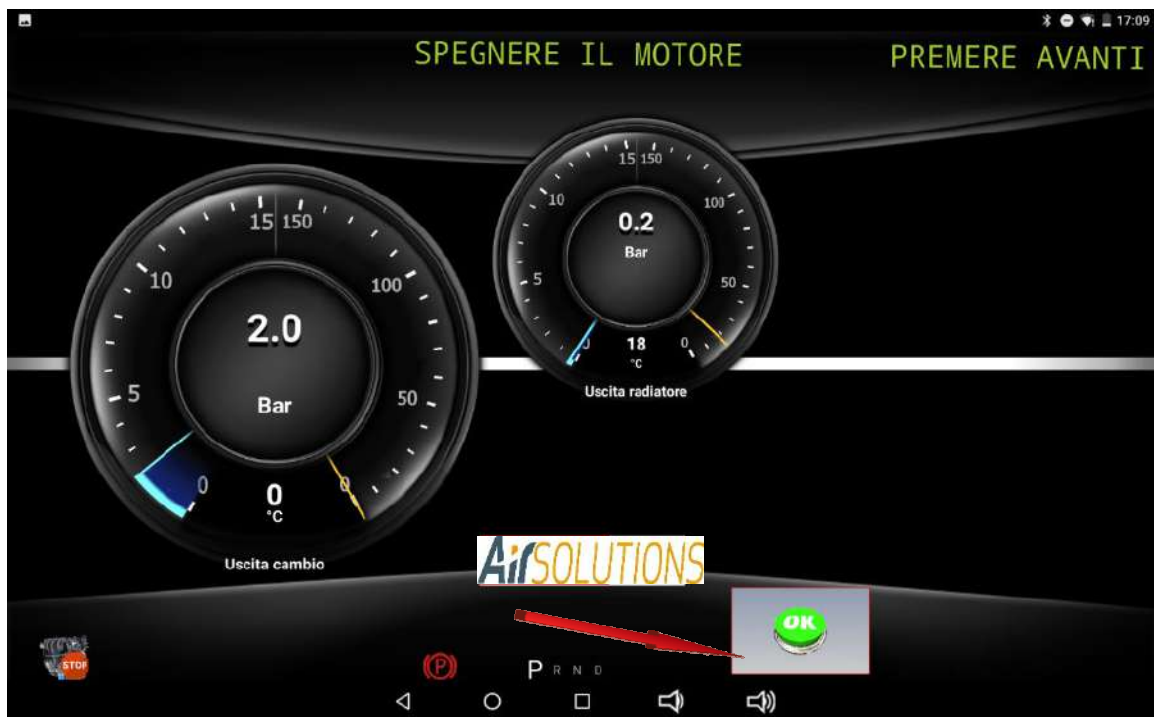 17:09
SPEGNERE IL MOTORE PREMERE AVANTI
15 150
10 100
5 50
0 0
2.0
Bar
0
°C
Uscita cambio
15 150
10 100
5 50
0 0
0.2
Bar
18
°C
Uscita radiatore
AirSOLUTIONS
OK
STOP
(P)
P R N D